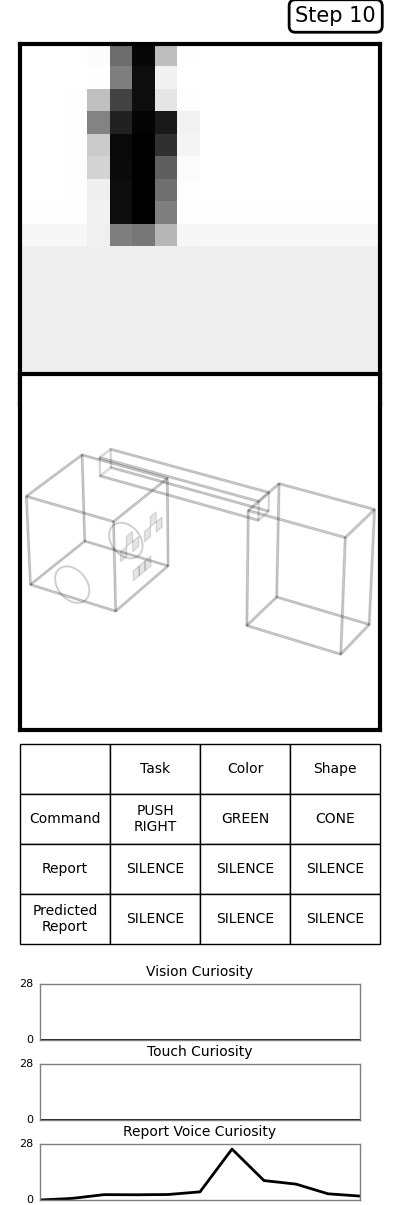 Step 10
Task Color Shape
Command PUSH RIGHT GREEN CONE
Report SILENCE SILENCE SILENCE
Predicted Report SILENCE SILENCE SILENCE
Vision Curiosity
28
0
Touch Curiosity
28
0
Report Voice Curiosity
28
0